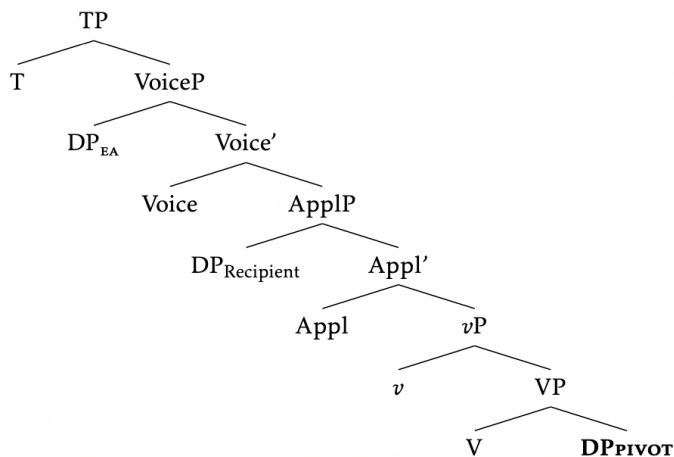 TP
T VoiceP
DPEA Voice’
Voice ApplP
DPRecipient Appl’
Appl vP
v VP
V DPPIVOT